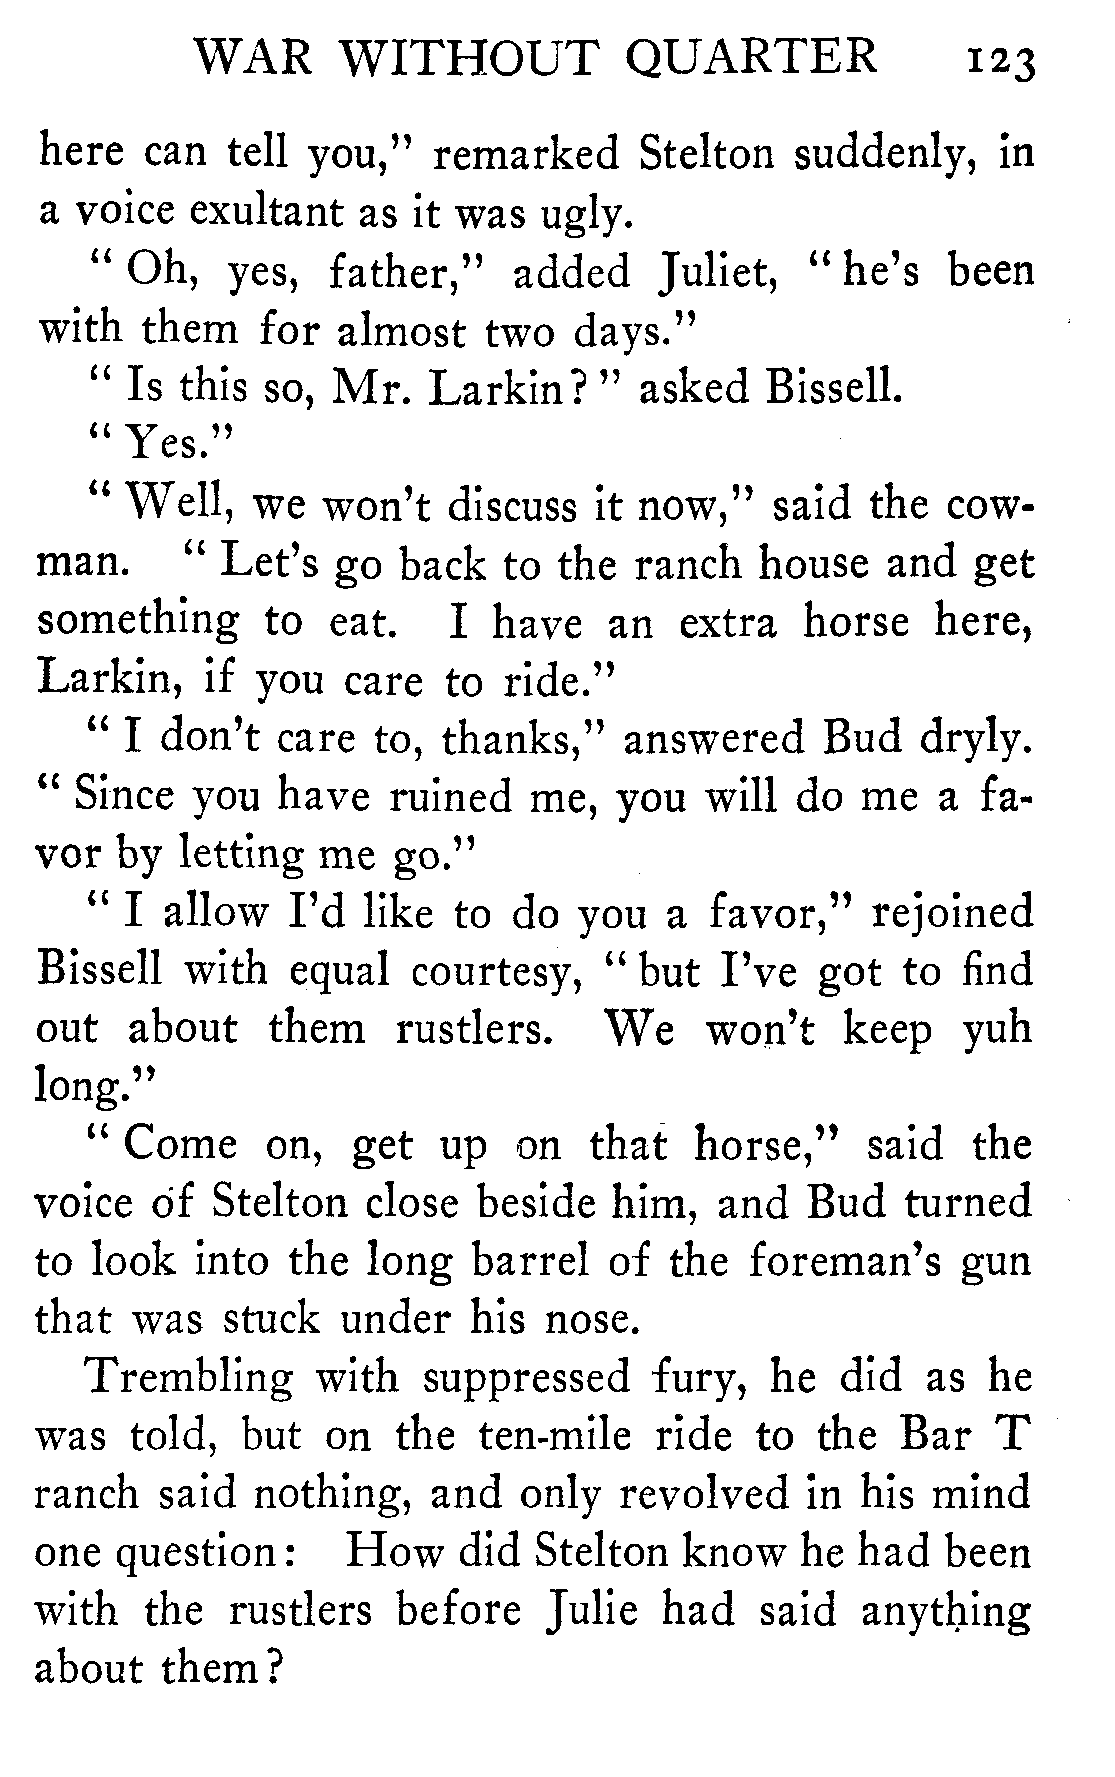 WAR WITHOUT QUARTER 123
here can tell you," remarked Stelton suddenly, in
a voice exultant as it was ugly.
"Oh, yes, father," added Juliet, "he's been
with them for almost two days."
"Is this so, Mr. Larkin?" asked Bissell.
"Yes."
"Well, we won't discuss it now," said the cow-
man. "Let's go back to the ranch house and get
something to eat. I have an extra horse here,
Larkin, if you care to ride."
"I don't care to, thanks," answered Bud dryly.
"Since you have ruined me, you will do me a fa-
vor by letting me go."
"I allow I'd like to do you a favor," rejoined
Bissell with equal courtesy, "but I've got to find
out about them rustlers. We won't keep yuh
long."
"Come on, get up on that horse," said the
voice of Stelton close beside him, and Bud turned
to look into the long barrel of the foreman's gun
that was stuck under his nose.
Trembling with suppressed fury, he did as he
was told, but on the ten-mile ride to the Bar T
ranch said nothing, and only revolved in his mind
one question: How did Stelton know he had been
with the rustlers before Julie had said anything
about them?